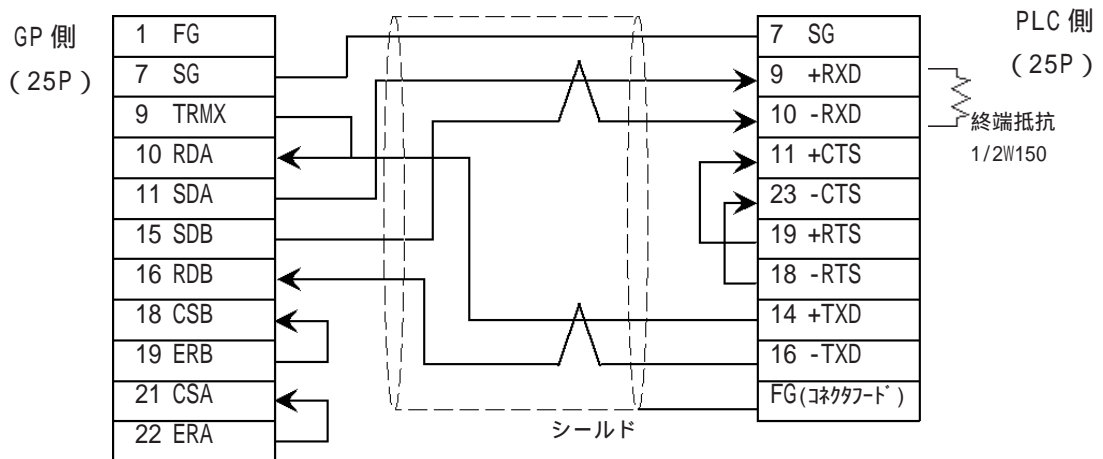 GP 側
(25P)
1 FG
7 SG
9 TRMX
10 RDA
11 SDA
15 SDB
16 RDB
18 CSB
19 ERB
21 CSA
22 ERA
シールド
7 SG
9 +RXD
10 -RXD
11 +CTS
23 -CTS
19 +RTS
18 -RTS
14 +TXD
16 -TXD
FG(ｺﾈｸﾀﾌｰﾄﾞ)
PLC 側
(25P)
終端抵抗
1/2W150